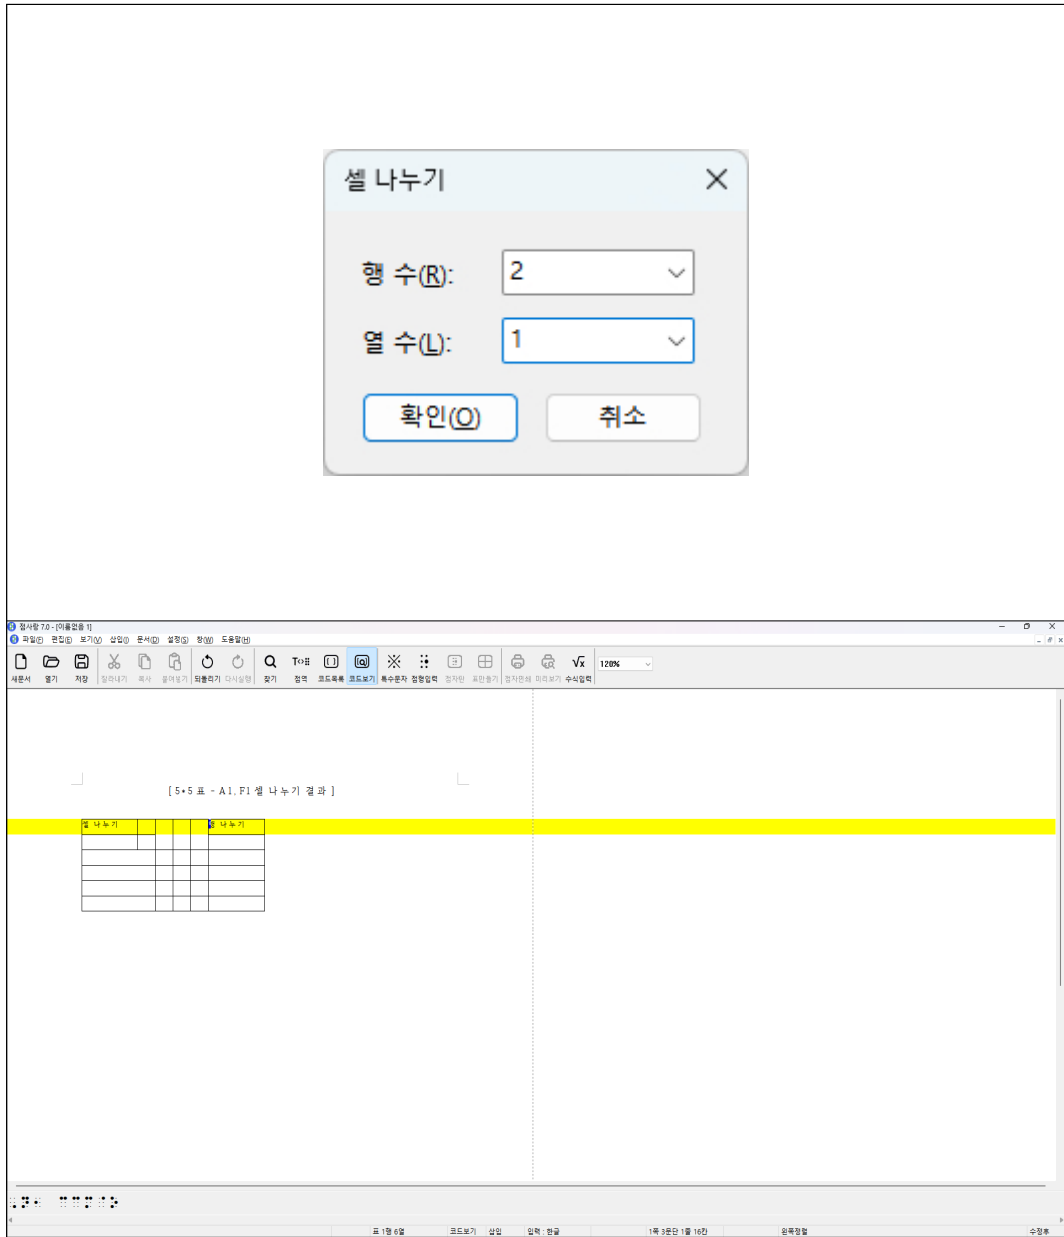 셀 나누기
행 수(R): 2
열 수(L): 1
확인(O) 취소
점사랑 7.0 - [이름없음 1]
파일(F) 편집(E) 보기(V) 삽입(I) 문서(D) 설정(S) 창(W) 도움말(H)
새문서 열기 저장 잘라내기 복사 붙여넣기 되돌리기 다시실행 찾기 점역 코드목록 코드보기 특수문자 점형입력 점자란 표만들기 점자인쇄 미리보기 수식입력 120%
[ 5*5 표 - A1, F1 셀 나누기 결과 ]
셀 나누기 나누기
⠗⠂
표 1행 6열 코드보기 삽입 입력 : 한글 1쪽 3문단 1줄 16칸 왼쪽정렬 수정후